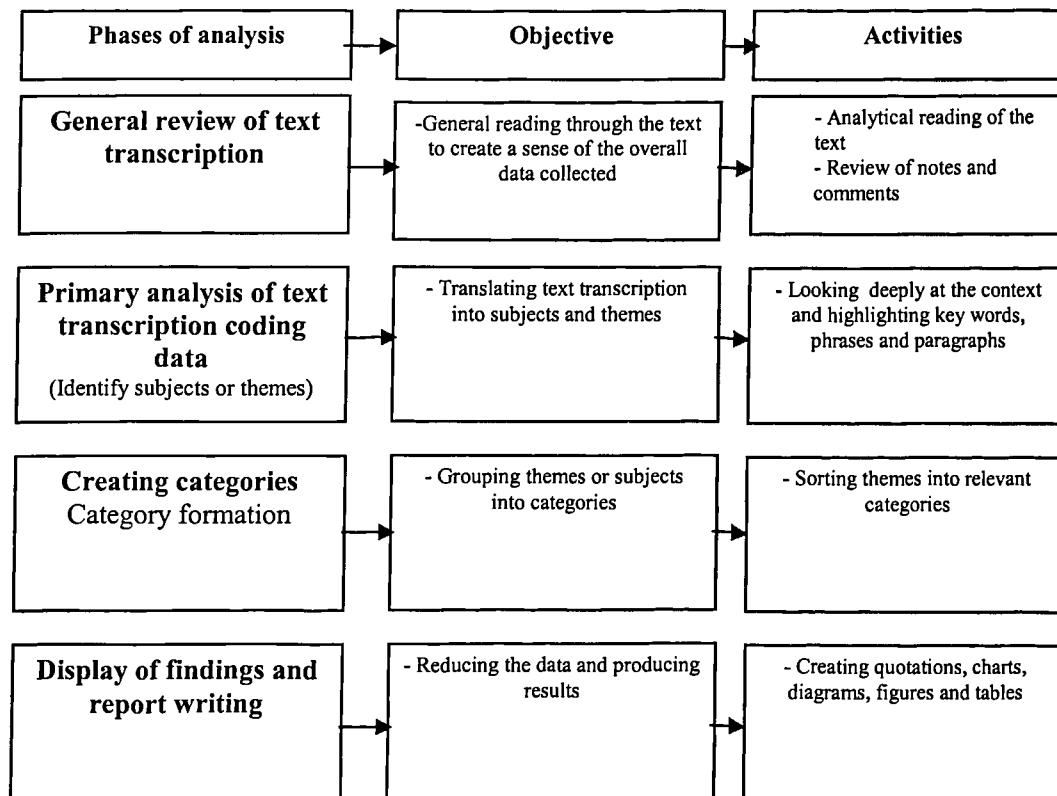 Phases of analysis
Objective
Activities
General review of text
transcription
-General reading through the text
to create a sense of the overall
data collected
- Analytical reading of the
text
- Review of notes and
comments
Primary analysis of text
transcription coding
data
(Identify subjects or themes)
- Translating text transcription
into subjects and themes
- Looking deeply at the context
and highlighting key words,
phrases and paragraphs
Creating categories
Category formation
- Grouping themes or subjects
into categories
- Sorting themes into relevant
categories
Display of findings and
report writing
- Reducing the data and producing
results
- Creating quotations, charts,
diagrams, figures and tables